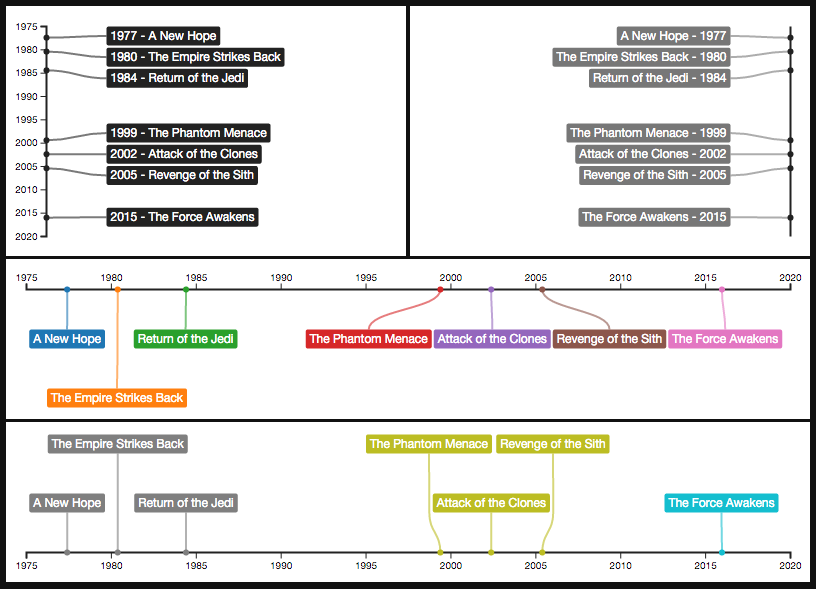 1975
1977 - A New Hope
1980
1980 - The Empire Strikes Back
1985
1984 - Return of the Jedi
1990
1995
1999 - The Phantom Menace
2000
2002 - Attack of the Clones
2005
2005 - Revenge of the Sith
2010
2015
2015 - The Force Awakens
2020
A New Hope - 1977
The Empire Strikes Back - 1980
Return of the Jedi - 1984
The Phantom Menace - 1999
Attack of the Clones - 2002
Revenge of the Sith - 2005
The Force Awakens - 2015
1975 1980 1985 1990 1995 2000 2005 2010 2015 2020
A New Hope Return of the Jedi The Phantom Menace Attack of the Clones Revenge of the Sith The Force Awakens
The Empire Strikes Back
The Empire Strikes Back The Phantom Menace Revenge of the Sith
A New Hope Return of the Jedi Attack of the Clones The Force Awakens
1975 1980 1985 1990 1995 2000 2005 2010 2015 2020